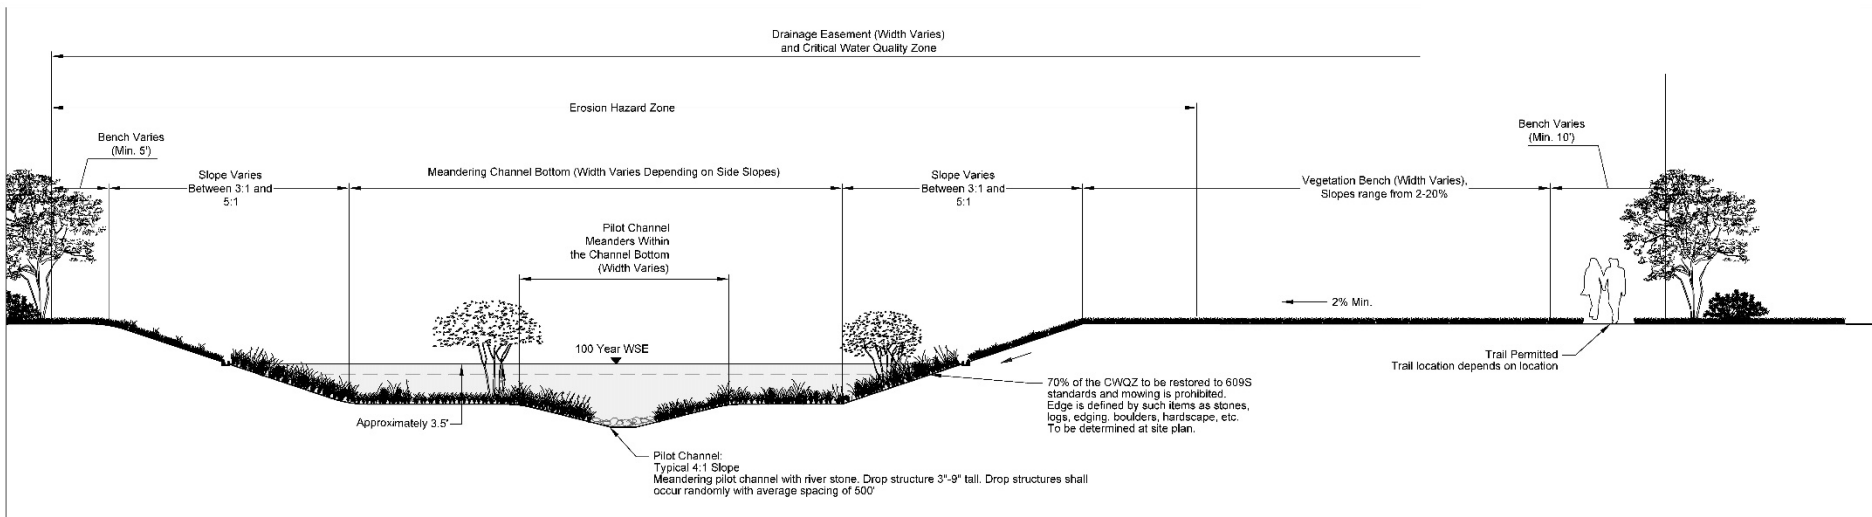 Drainage Easement (Width Varies)
and Critical Water Quality Zone
Erosion Hazard Zone
Bench Varies
(Min. 5')
Bench Varies
(Min. 10')
Slope Varies
Between 3:1 and
5:1
Meandering Channel Bottom (Width Varies Depending on Side Slopes)
Slope Varies
Between 3:1 and
5:1
Vegetation Bench (Width Varies),
Slopes range from 2-20%
Pilot Channel
Meanders Within
the Channel Bottom
(Width Varies)
2% Min.
100 Year WSE
Trail Permitted
Trail location depends on location
70% of the CWQZ to be restored to 609S
standards and mowing is prohibited.
Edge is defined by such items as stones,
logs, edging, boulders, hardscape, etc.
To be determined at site plan.
Approximately 3.5'
Pilot Channel:
Typical 4:1 Slope
Meandering pilot channel with river stone. Drop structure 3"-9" tall. Drop structures shall
occur randomly with average spacing of 500'